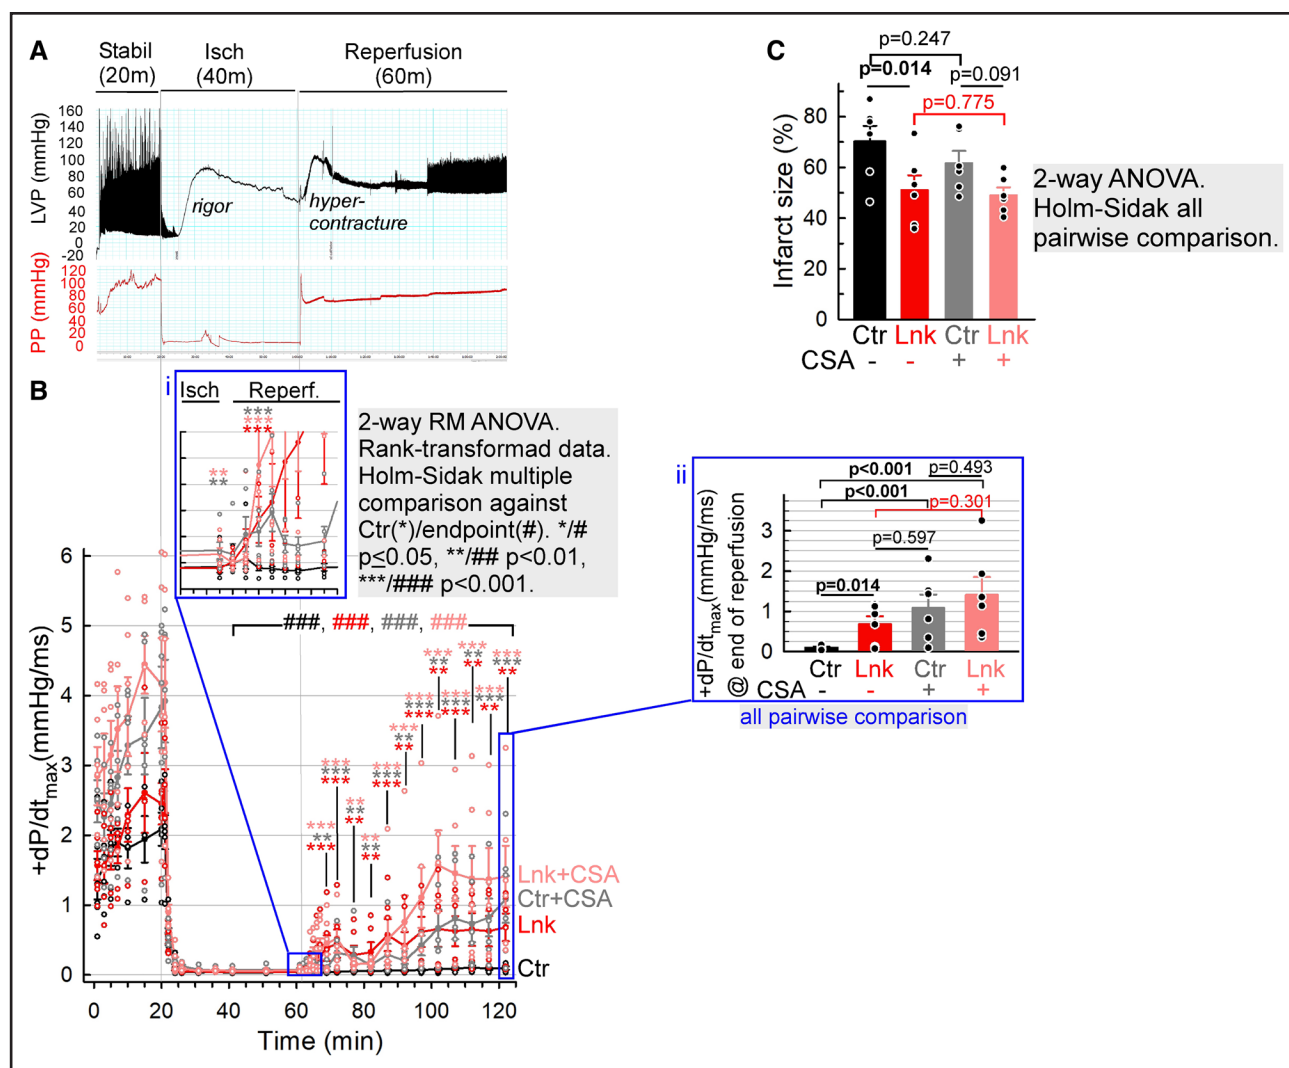 A
Stabil
(20m)
Isch
(40m)
Reperfusion
(60m)
LVP (mmHg)
160
140
120
100
80
60
40
20
0
-20
rigor
hyper-
contracture
PP (mmHg)
120
100
80
60
40
20
0
B
i
Isch
Reperf.
***
***
***
**
**
2-way RM ANOVA.
Rank-transformad data.
Holm-Sidak multiple
comparison against
Ctr(*)/endpoint(#). */#
p≤0.05, **/## p<0.01,
***/### p<0.001.
###, ###, ###, ###
+dP/dtmax(mmHg/ms)
6
5
4
3
2
1
0
***
**
***
***
***
***
**
**
**
**
**
**
***
***
***
***
**
**
***
***
***
***
**
**
***
***
***
***
**
**
***
***
**
***
***
**
Lnk+CSA
Ctr+CSA
Lnk
Ctr
0 20 40 60 80 100 120
Time (min)
C
p=0.247
p=0.014
p=0.091
p=0.775
Infarct size (%)
80
60
40
20
0
Ctr Lnk Ctr Lnk
CSA - - + +
2-way ANOVA.
Holm-Sidak all
pairwise comparison.
ii
p<0.001
p=0.493
p<0.001
p=0.301
p=0.597
p=0.014
+dP/dtmax(mmHg/ms)
@ end of reperfusion
3
2
1
0
Ctr Lnk Ctr Lnk
CSA - - + +
all pairwise comparison